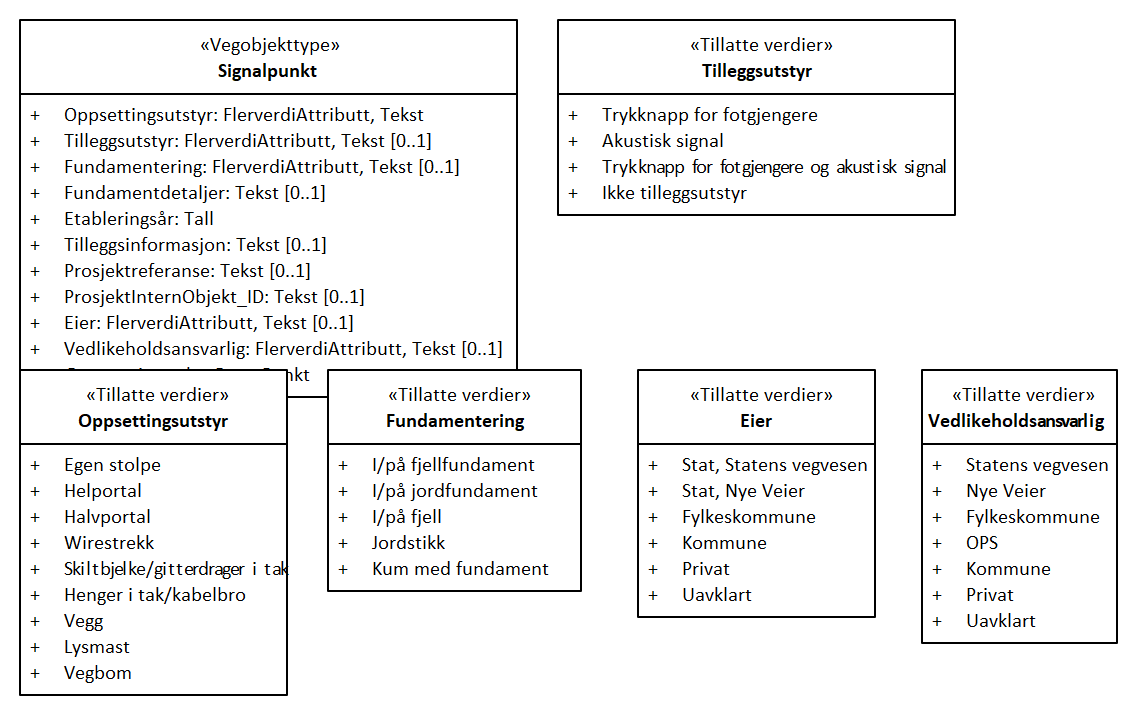 «Vegobjekttype»
Signalpunkt
+ Oppsettingsutstyr: FlerverdiAttributt, Tekst
+ Tilleggsutstyr: FlerverdiAttributt, Tekst [0..1]
+ Fundamentering: FlerverdiAttributt, Tekst [0..1]
+ Fundamentdetaljer: Tekst [0..1]
+ Etableringsår: Tall
+ Tilleggsinformasjon: Tekst [0..1]
+ Prosjektreferanse: Tekst [0..1]
+ ProsjektInternObjekt_ID: Tekst [0..1]
+ Eier: FlerverdiAttributt, Tekst [0..1]
+ Vedlikeholdsansvarlig: FlerverdiAttributt, Tekst [0..1]
«Tillatte verdier»
Tilleggsutstyr
+ Trykknapp for fotgjengere
+ Akustisk signal
+ Trykknapp for fotgjengere og akustisk signal
+ Ikke tilleggsutstyr
«Tillatte verdier»
Oppsettingsutstyr
+ Egen stolpe
+ Helportal
+ Halvportal
+ Wirestrekk
+ Skiltbjelke/gitterdrager i tak
+ Henger i tak/kabelbro
+ Vegg
+ Lysmast
+ Vegbom
«Tillatte verdier»
Fundamentering
+ I/på fjellfundament
+ I/på jordfundament
+ I/på fjell
+ Jordstikk
+ Kum med fundament
«Tillatte verdier»
Eier
+ Stat, Statens vegvesen
+ Stat, Nye Veier
+ Fylkeskommune
+ Kommune
+ Privat
+ Uavklart
«Tillatte verdier»
Vedlikeholdsansvarlig
+ Statens vegvesen
+ Nye Veier
+ Fylkeskommune
+ OPS
+ Kommune
+ Privat
+ Uavklart